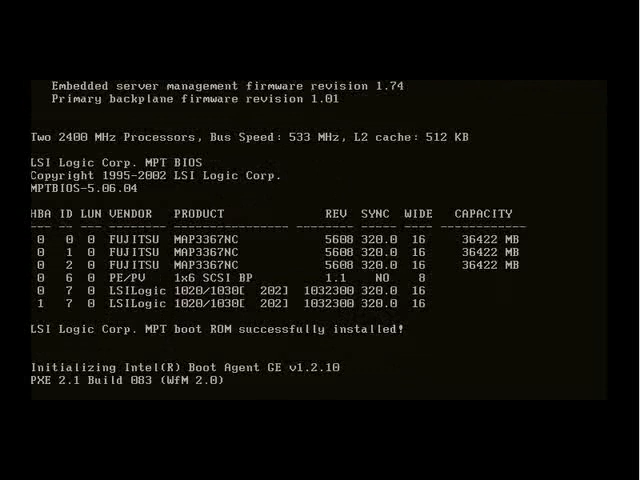 Embedded server management firmware revision 1.74
Primary backplane firmware revision 1.01
Two 2400 MHz Processors, Bus Speed: 533 MHz, L2 cache: 512 KB
LSI Logic Corp. MPT BIOS
Copyright 1995-2002 LSI Logic Corp.
MPTBIOS-5.06.04
HBA ID LUN VENDOR PRODUCT REV SYNC WIDE CAPACITY
0 0 0 FUJITSU MAP3367NC 5608 320.0 16 36422 MB
0 1 0 FUJITSU MAP3367NC 5608 320.0 16 36422 MB
0 2 0 FUJITSU MAP3367NC 5608 320.0 16 36422 MB
0 6 0 PE/PV 1x6 SCSI BP 1.1 NO 8
0 7 0 LSILogic 1020/1030[ 202] 1032300 320.0 16
1 7 0 LSILogic 1020/1030[ 202] 1032300 320.0 16
LSI Logic Corp. MPT boot ROM successfully installed!
Initializing Intel(R) Boot Agent GE v1.2.10
PXE 2.1 Build 083 (WfM 2.0)